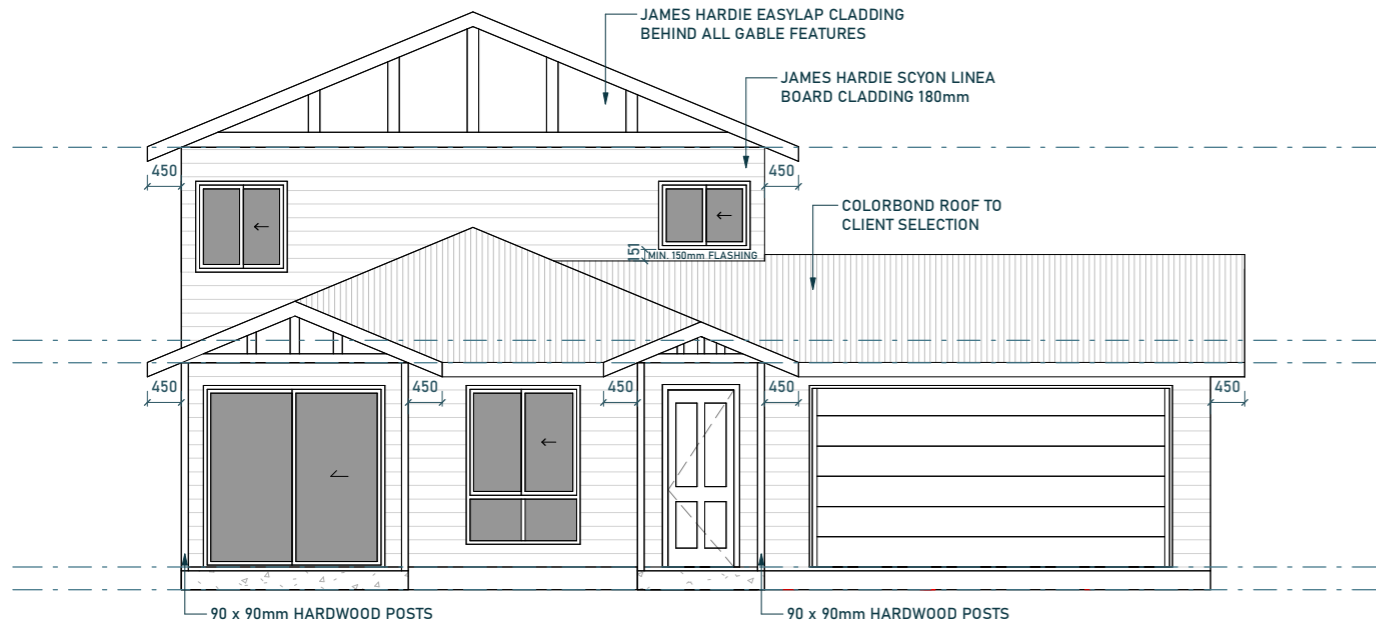 JAMES HARDIE EASYLAP CLADDING
BEHIND ALL GABLE FEATURES
JAMES HARDIE SCYON LINEA
BOARD CLADDING 180mm
450
450
COLORBOND ROOF TO
CLIENT SELECTION
151
MIN. 150mm FLASHING
450
450
450
450
450
90 x 90mm HARDWOOD POSTS
90 x 90mm HARDWOOD POSTS